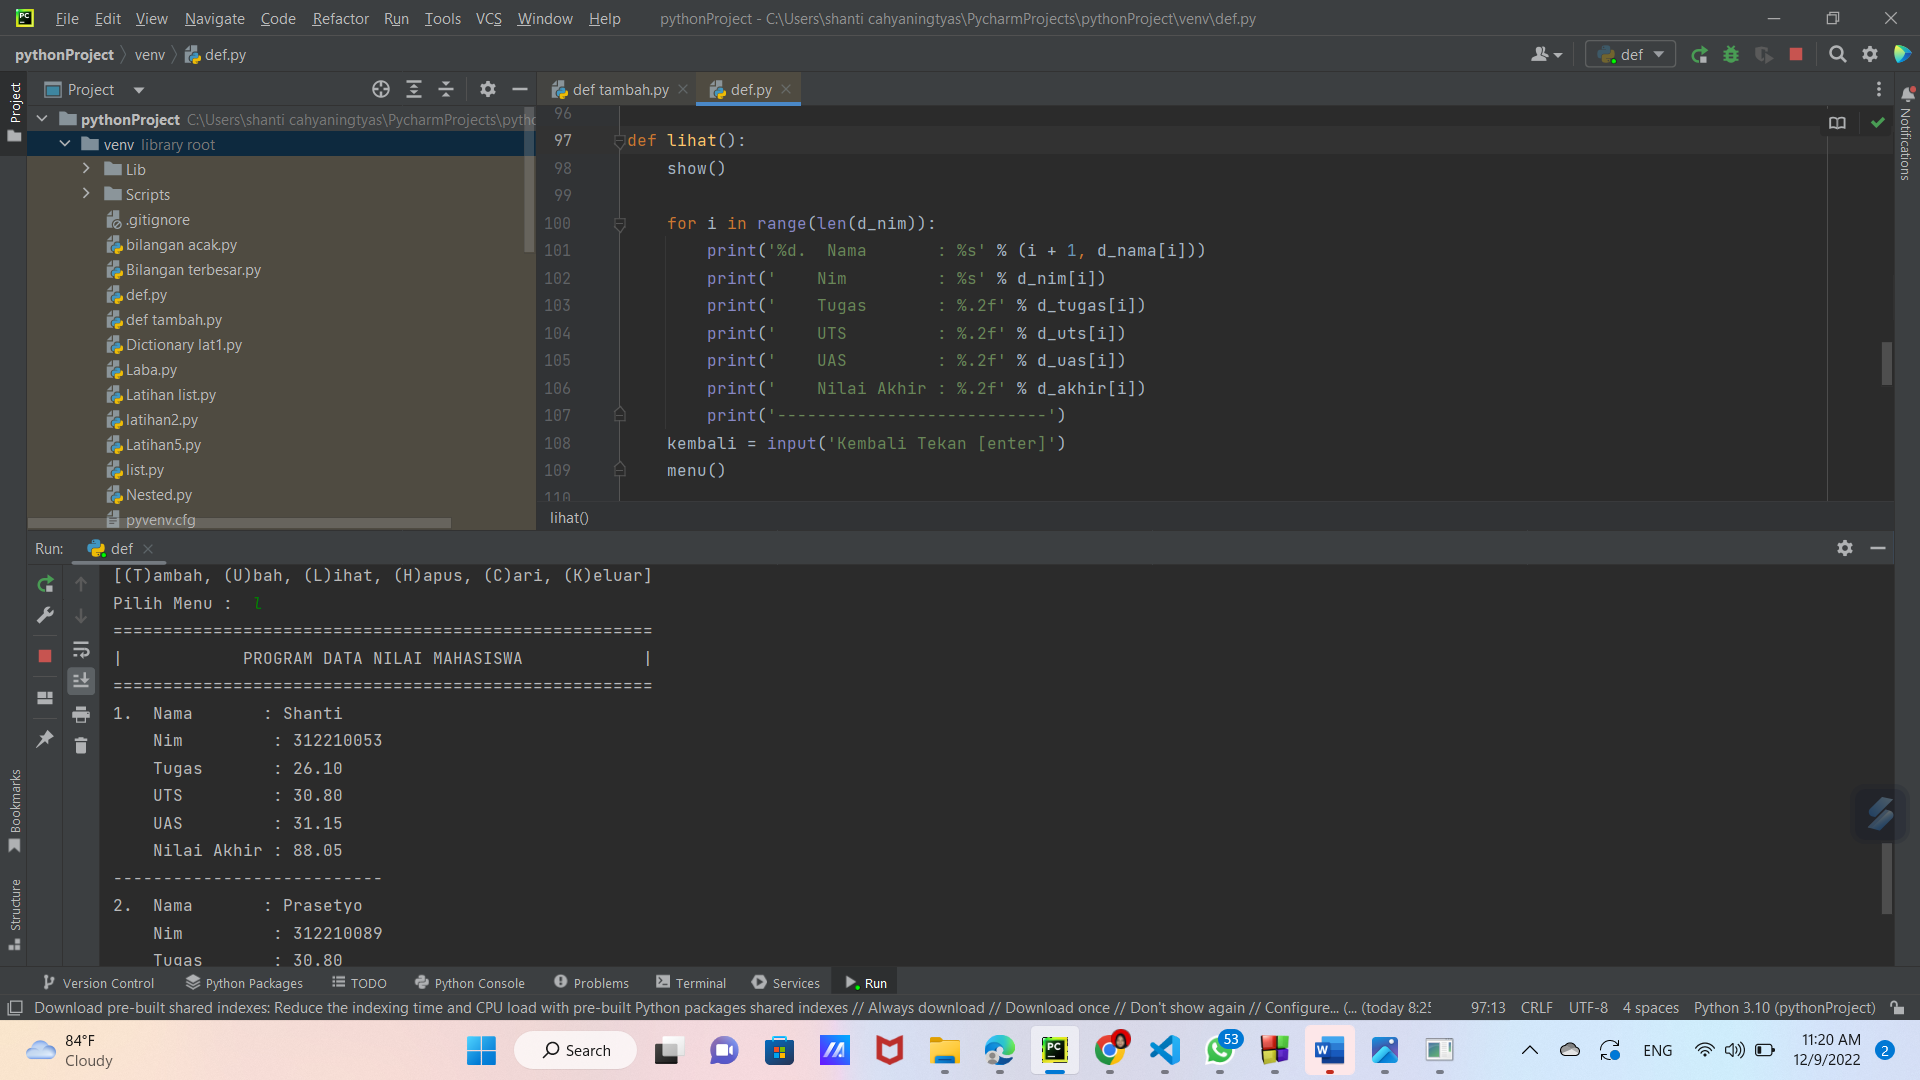 File Edit View Navigate Code Refactor Run Tools VCS Window Help pythonProject - C:\Users\shanti cahyaningtyas\PycharmProjects\pythonProject\venv\def.py
pythonProject venv def.py
def
Project
def tambah.py
def.py
Project
Notifications
pythonProject C:\Users\shanti cahyaningtyas\PycharmProjects\pytho
venv library root
Lib
Scripts
.gitignore
bilangan acak.py
Bilangan terbesar.py
def.py
def tambah.py
Dictionary lat1.py
Laba.py
Latihan list.py
latihan2.py
Latihan5.py
list.py
Nested.py
pyvenv.cfg
96
97 def lihat():
98 show()
99
100 for i in range(len(d_nim)):
101 print('%d.  Nama       : %s' % (i + 1, d_nama[i]))
102 print('    Nim         : %s' % d_nim[i])
103 print('    Tugas       : %.2f' % d_tugas[i])
104 print('    UTS         : %.2f' % d_uts[i])
105 print('    UAS         : %.2f' % d_uas[i])
106 print('    Nilai Akhir : %.2f' % d_akhir[i])
107 print('---------------------------')
108 kembali = input('Kembali Tekan [enter]')
109 menu()
110
lihat()
Run: def
[(T)ambah, (U)bah, (L)ihat, (H)apus, (C)ari, (K)eluar]
Pilih Menu :  l
======================================================
|            PROGRAM DATA NILAI MAHASISWA            |
======================================================
1.  Nama       : Shanti
    Nim         : 312210053
    Tugas       : 26.10
    UTS         : 30.80
    UAS         : 31.15
    Nilai Akhir : 88.05
---------------------------
2.  Nama       : Prasetyo
    Nim         : 312210089
    Tugas       : 30.80
Bookmarks
Structure
Version Control Python Packages TODO Python Console Problems Terminal Services Run
Download pre-built shared indexes: Reduce the indexing time and CPU load with pre-built Python packages shared indexes // Always download // Download once // Don't show again // Configure... (... (today 8:25 97:13 CRLF UTF-8 4 spaces Python 3.10 (pythonProject)
84°F
Cloudy
Search
PC
53
W
ENG
11:20 AM
12/9/2022
2